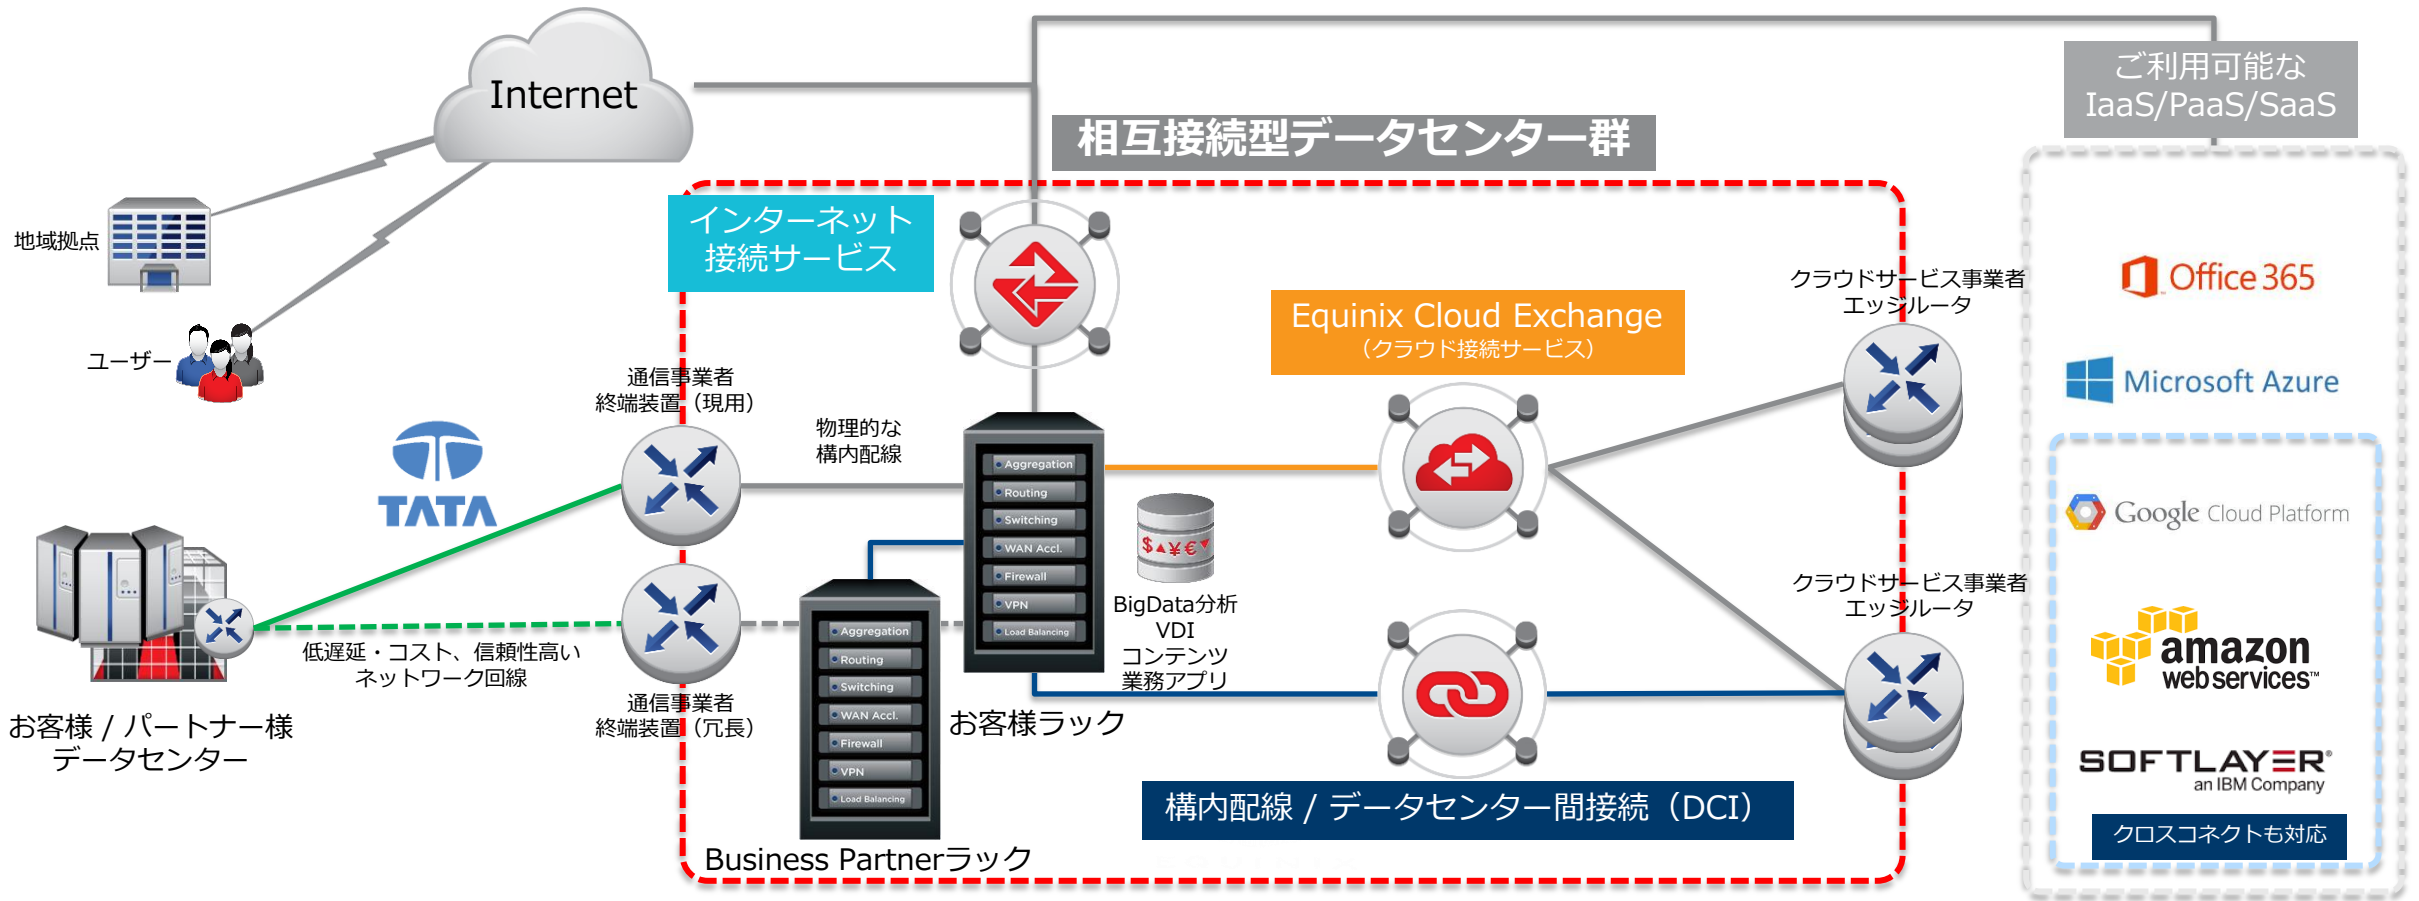 Internet
ご利用可能な
IaaS/PaaS/SaaS
相互接続型データセンター群
インターネット
接続サービス
地域拠点
ユーザー
Equinix Cloud Exchange
（クラウド接続サービス）
クラウドサービス事業者
エッジルータ
Office 365
Microsoft Azure
通信事業者
終端装置（現用）
物理的な
構内配線
TATA
Aggregation
Routing
Switching
WAN Accl.
Firewall
VPN
Load Balancing
$▲¥€▼
BigData分析
VDI
コンテンツ
業務アプリ
Google Cloud Platform
クラウドサービス事業者
エッジルータ
amazon
web services™
低遅延・コスト、信頼性高い
ネットワーク回線
通信事業者
終端装置（冗長）
お客様 / パートナー様
データセンター
Aggregation
Routing
Switching
WAN Accl.
Firewall
VPN
Load Balancing
お客様ラック
Business Partnerラック
構内配線 / データセンター間接続（DCI）
SOFTLAYER®
an IBM Company
クロスコネクトも対応